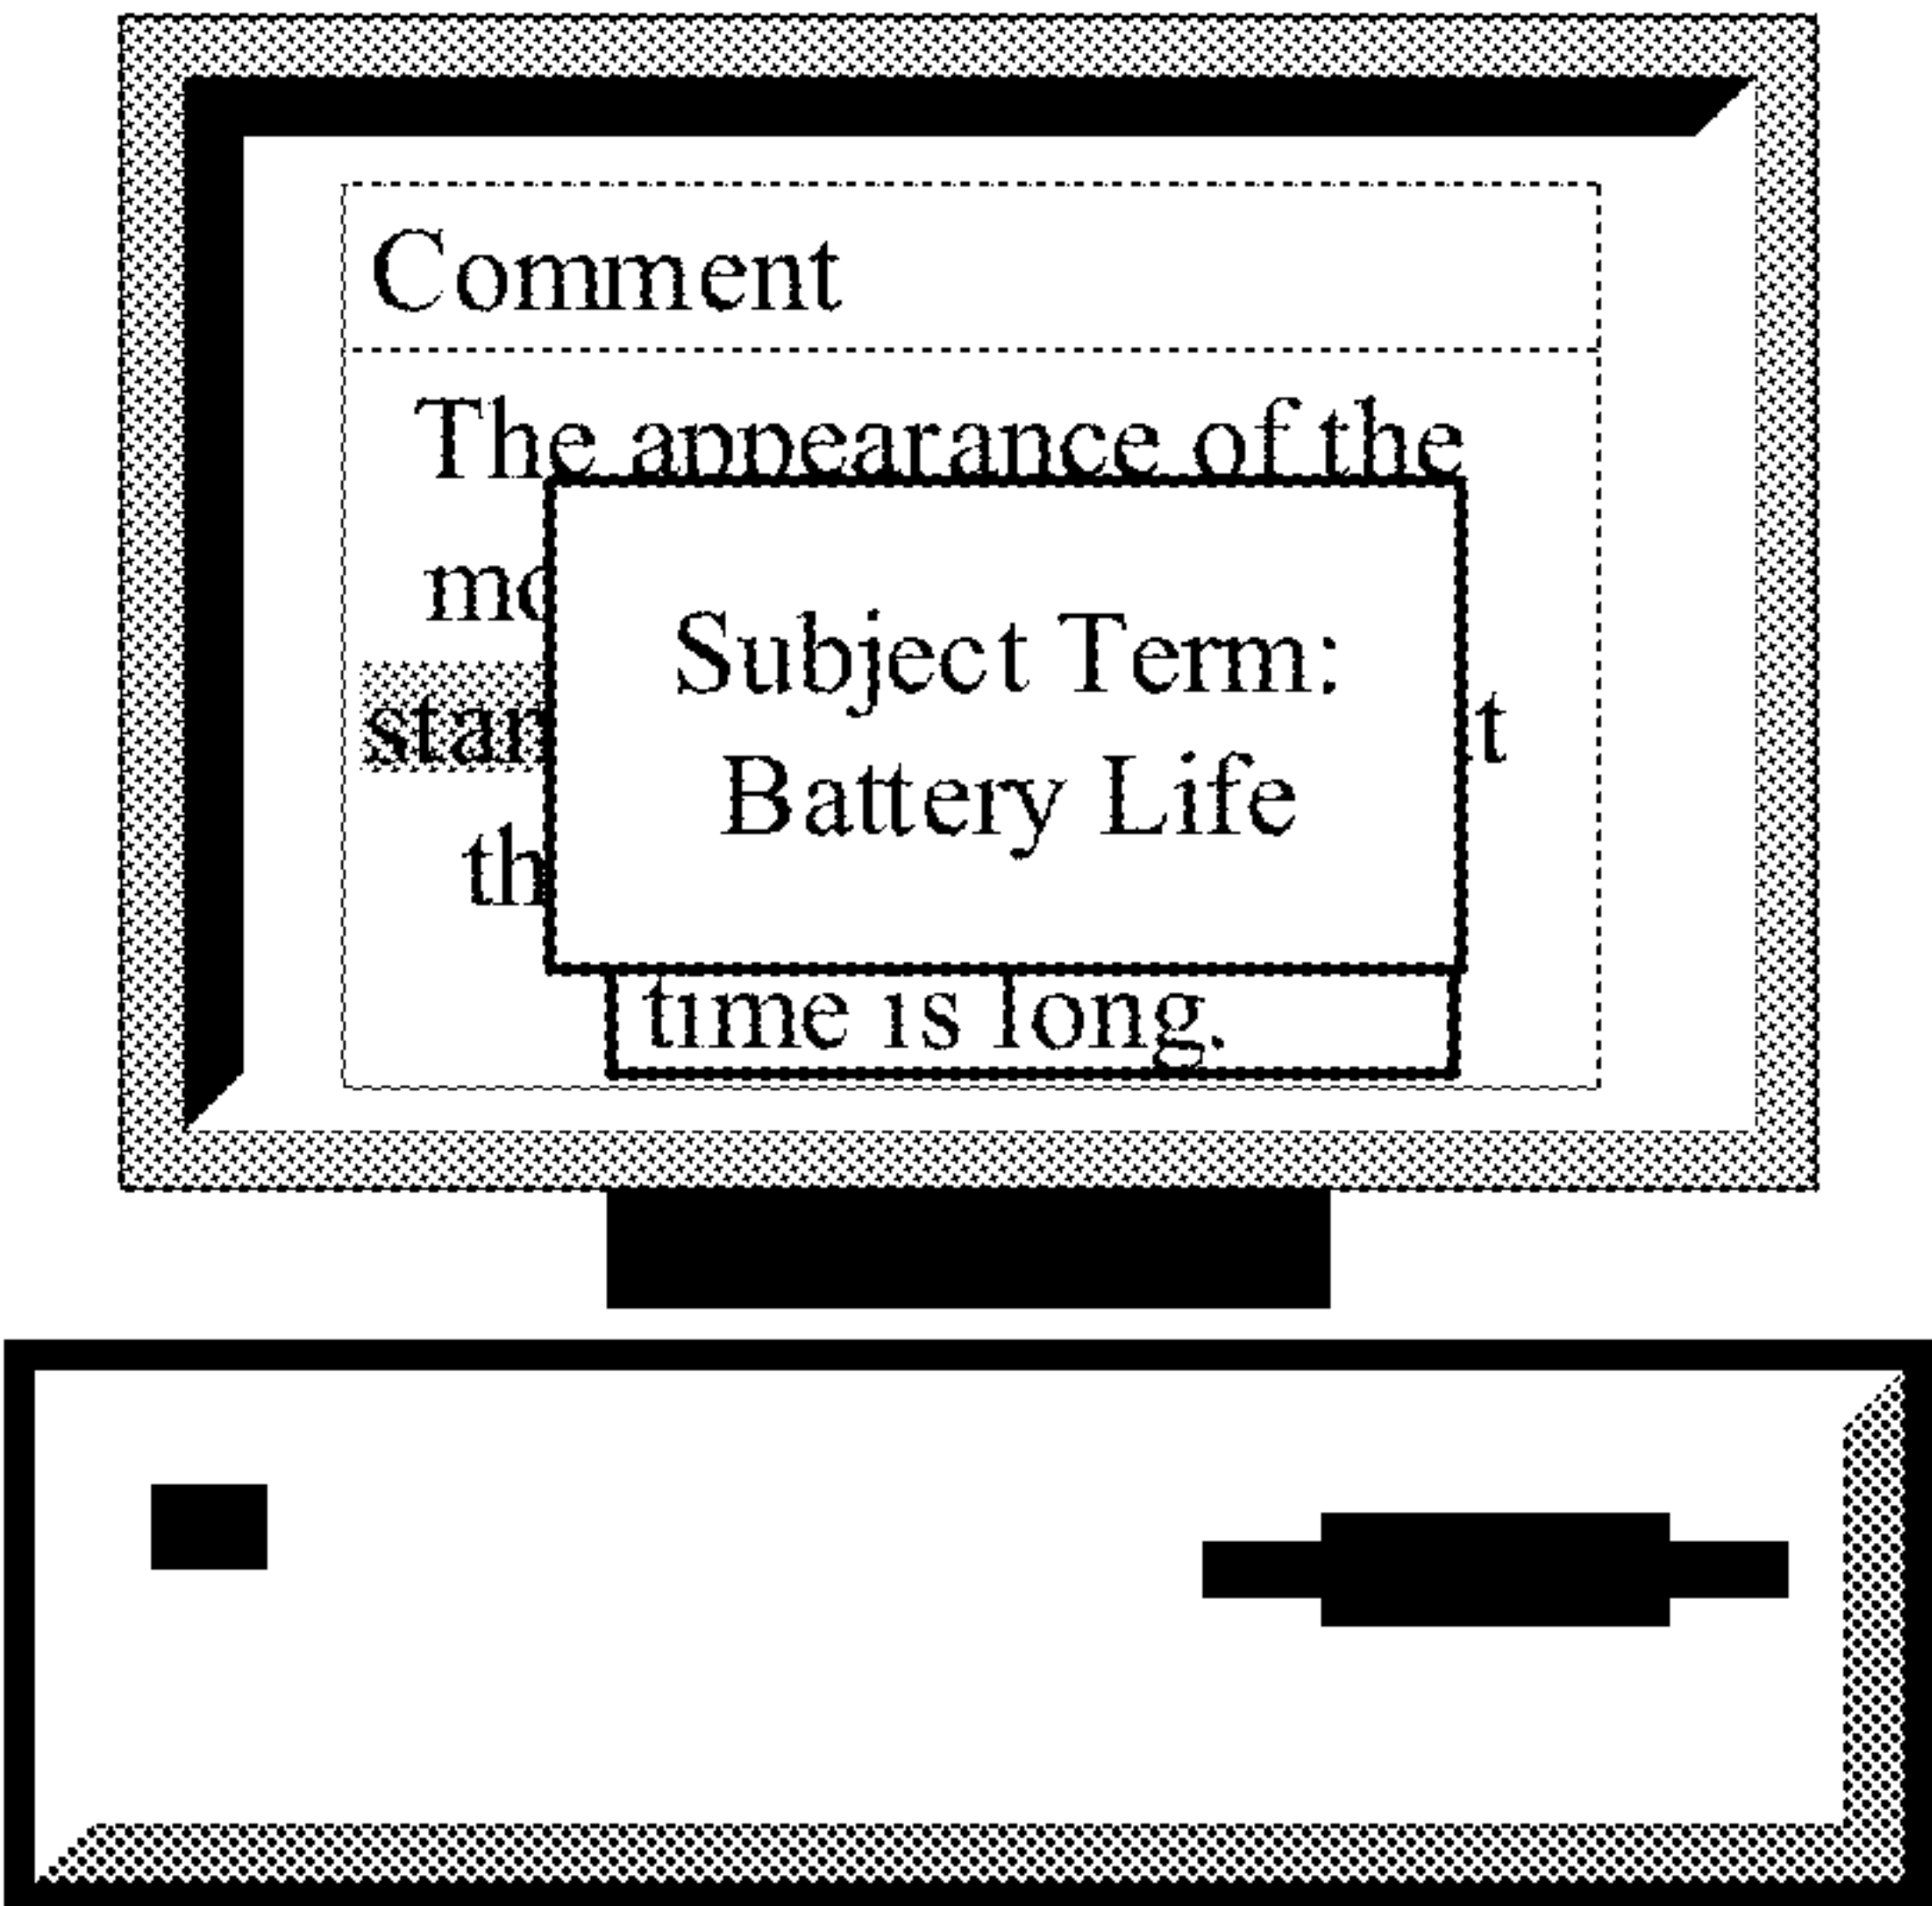 Comment
The appearance of the
Subject Term:
Battery Life
time is long.